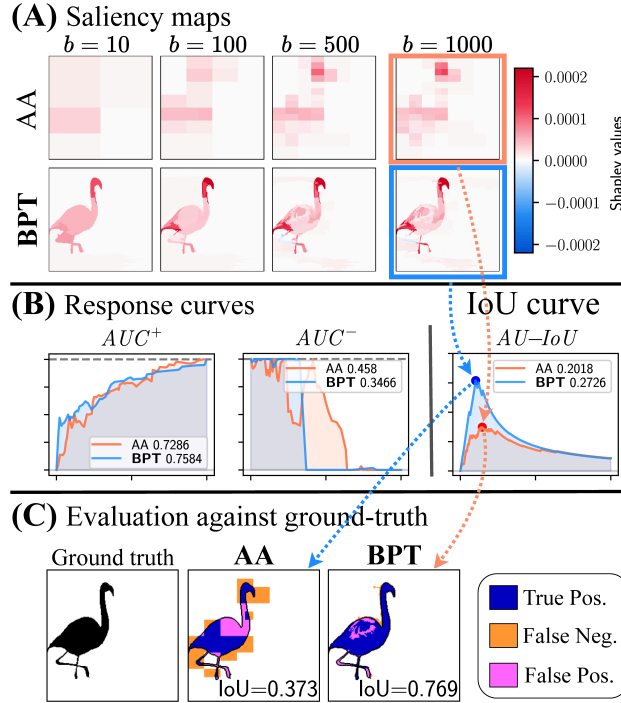 (A) Saliency maps
b = 10 b = 100 b = 500 b = 1000
AA
BPT
0.0002
0.0001
0.0000
−0.0001
−0.0002
Shapley values
(B) Response curves
IoU curve
AUC+ AUC− AU−IoU
AA 0.7286
BPT 0.7584
AA 0.458
BPT 0.3466
AA 0.2018
BPT 0.2726
(C) Evaluation against ground-truth
Ground truth AA BPT
IoU=0.373 IoU=0.769
True Pos.
False Neg.
False Pos.